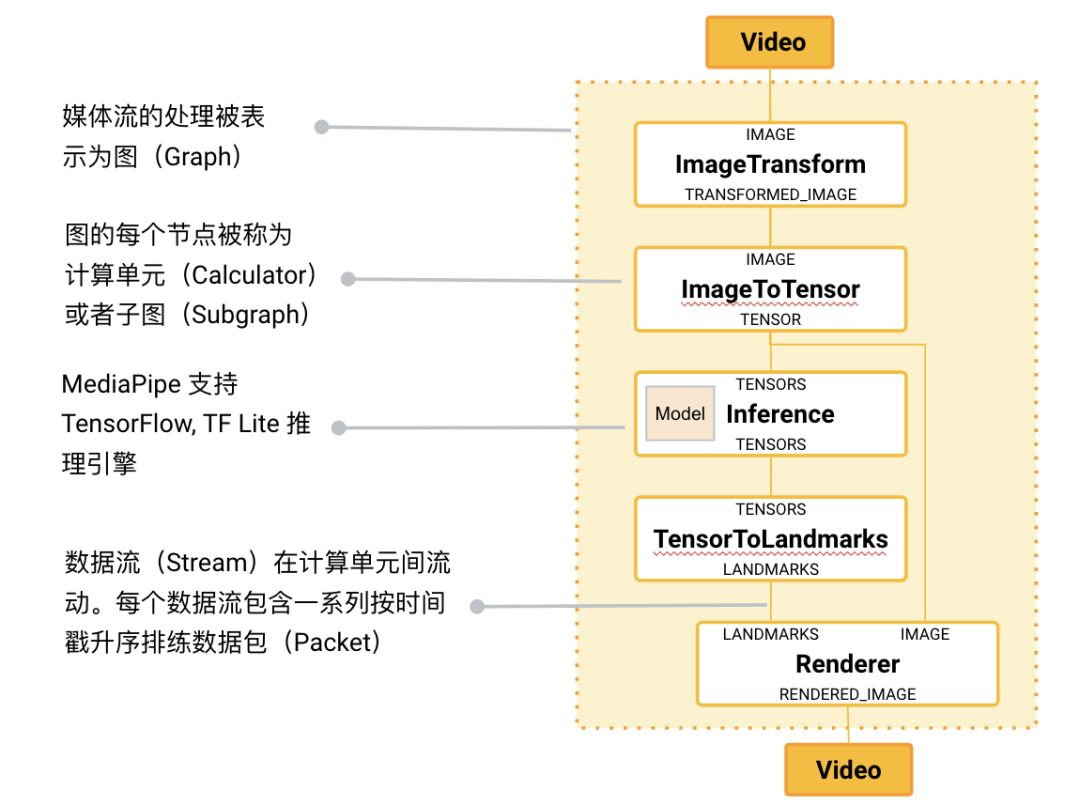 媒体流的处理被表
示为图（Graph）
图的每个节点被称为
计算单元（Calculator）
或者子图（Subgraph）
MediaPipe 支持
TensorFlow, TF Lite 推
理引擎
数据流（Stream）在计算单元间流
动。每个数据流包含一系列按时间
戳升序排练数据包（Packet）
Video
IMAGE
ImageTransform
TRANSFORMED_IMAGE
IMAGE
ImageToTensor
TENSOR
TENSORS
Model
Inference
TENSORS
TENSORS
TensorToLandmarks
LANDMARKS
LANDMARKS
IMAGE
Renderer
RENDERED_IMAGE
Video